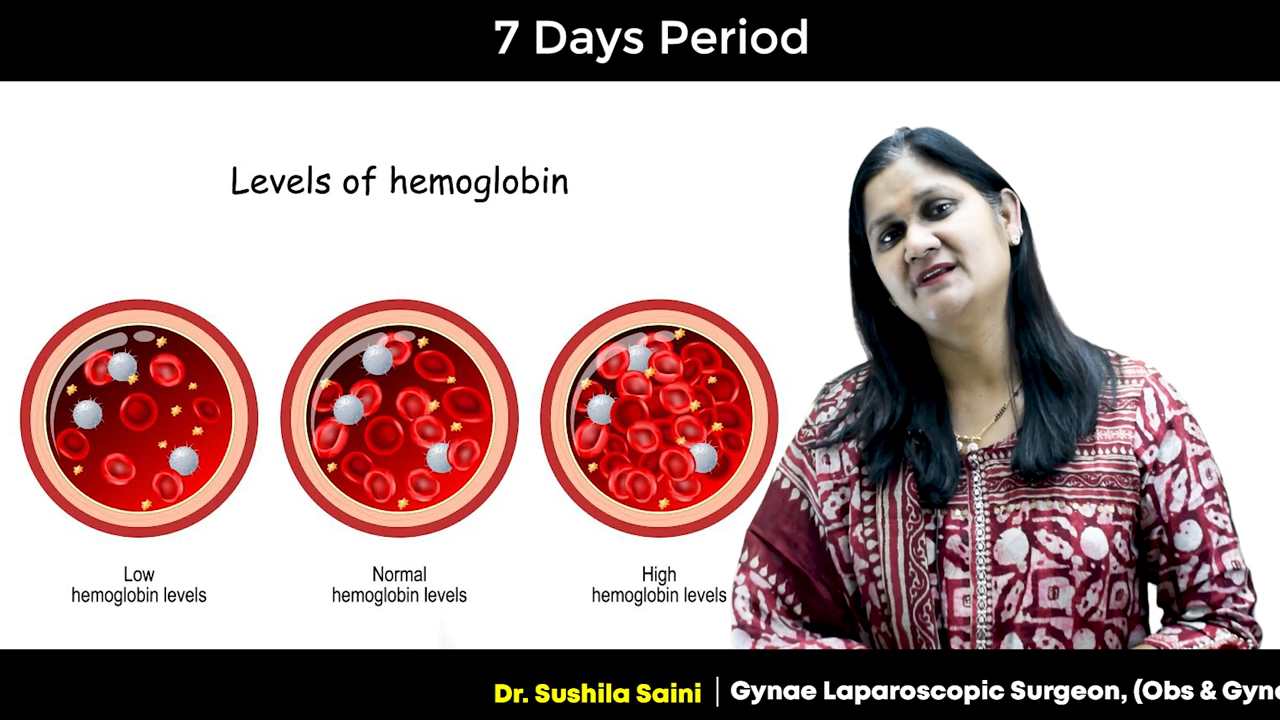 7 Days Period
Levels of hemoglobin
Low
hemoglobin levels
Normal
hemoglobin levels
High
hemoglobin levels
Dr. Sushila Saini | Gynae Laparoscopic Surgeon, (Obs & Gyn